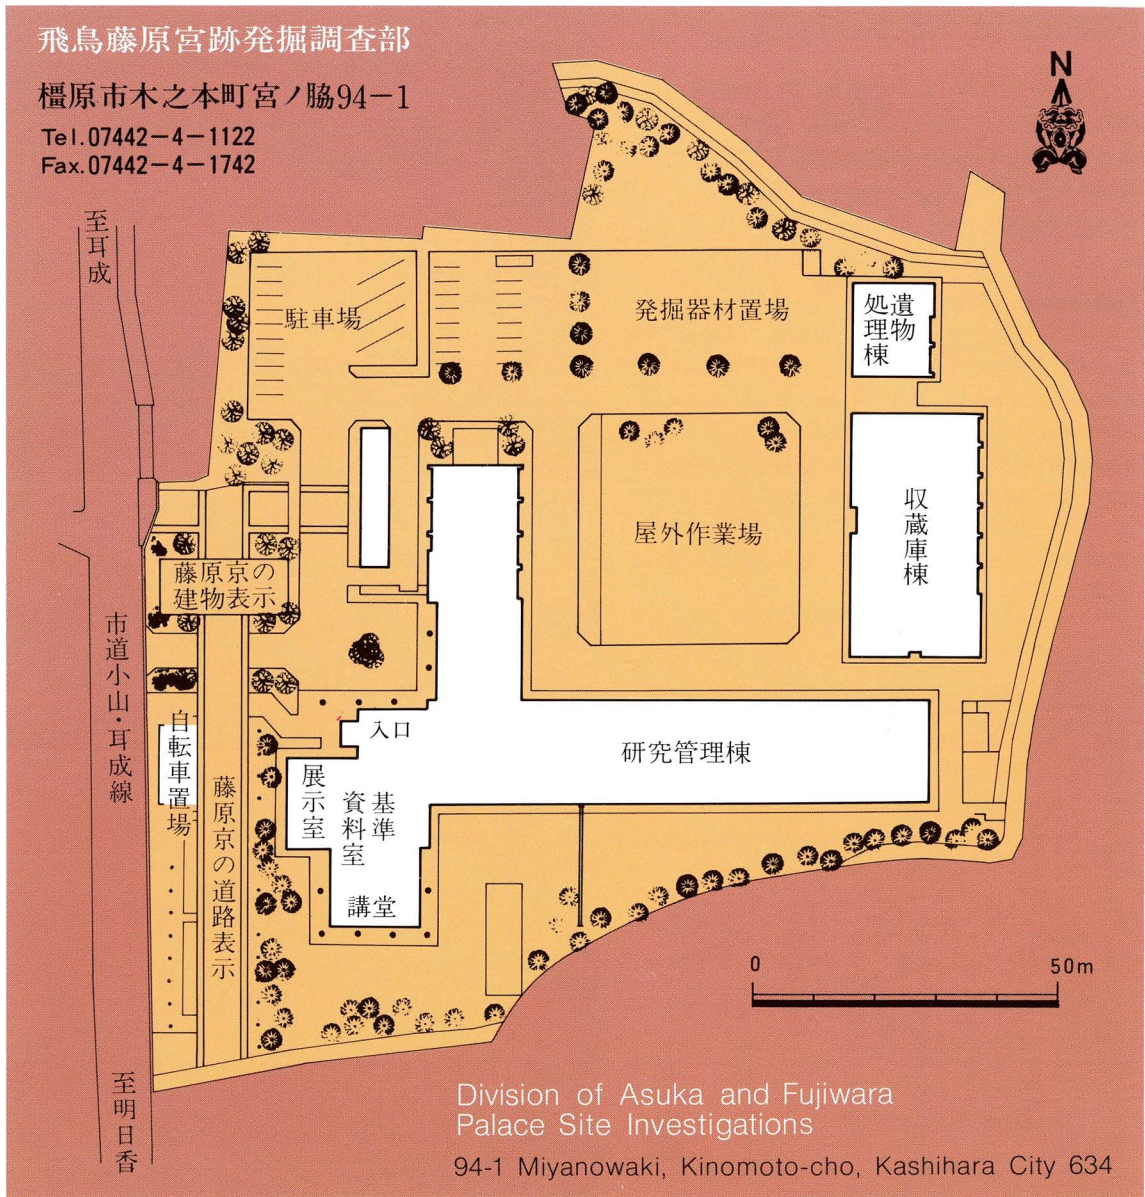 飛鳥藤原宮跡発掘調査部
橿原市木之本町宮ノ脇94-1
Tel.07442-4-1122
Fax.07442-4-1742
N
至耳成
駐車場
発掘器材置場
遺物
処理棟
収蔵庫棟
屋外作業場
藤原京の
建物表示
市道小山・耳成線
自転車置場
藤原京の道路表示
入口
研究管理棟
展示室
基準
資料室
講堂
0 50m
至明日香
Division of Asuka and Fujiwara
Palace Site Investigations
94-1 Miyanowaki, Kinomoto-cho, Kashihara City 634